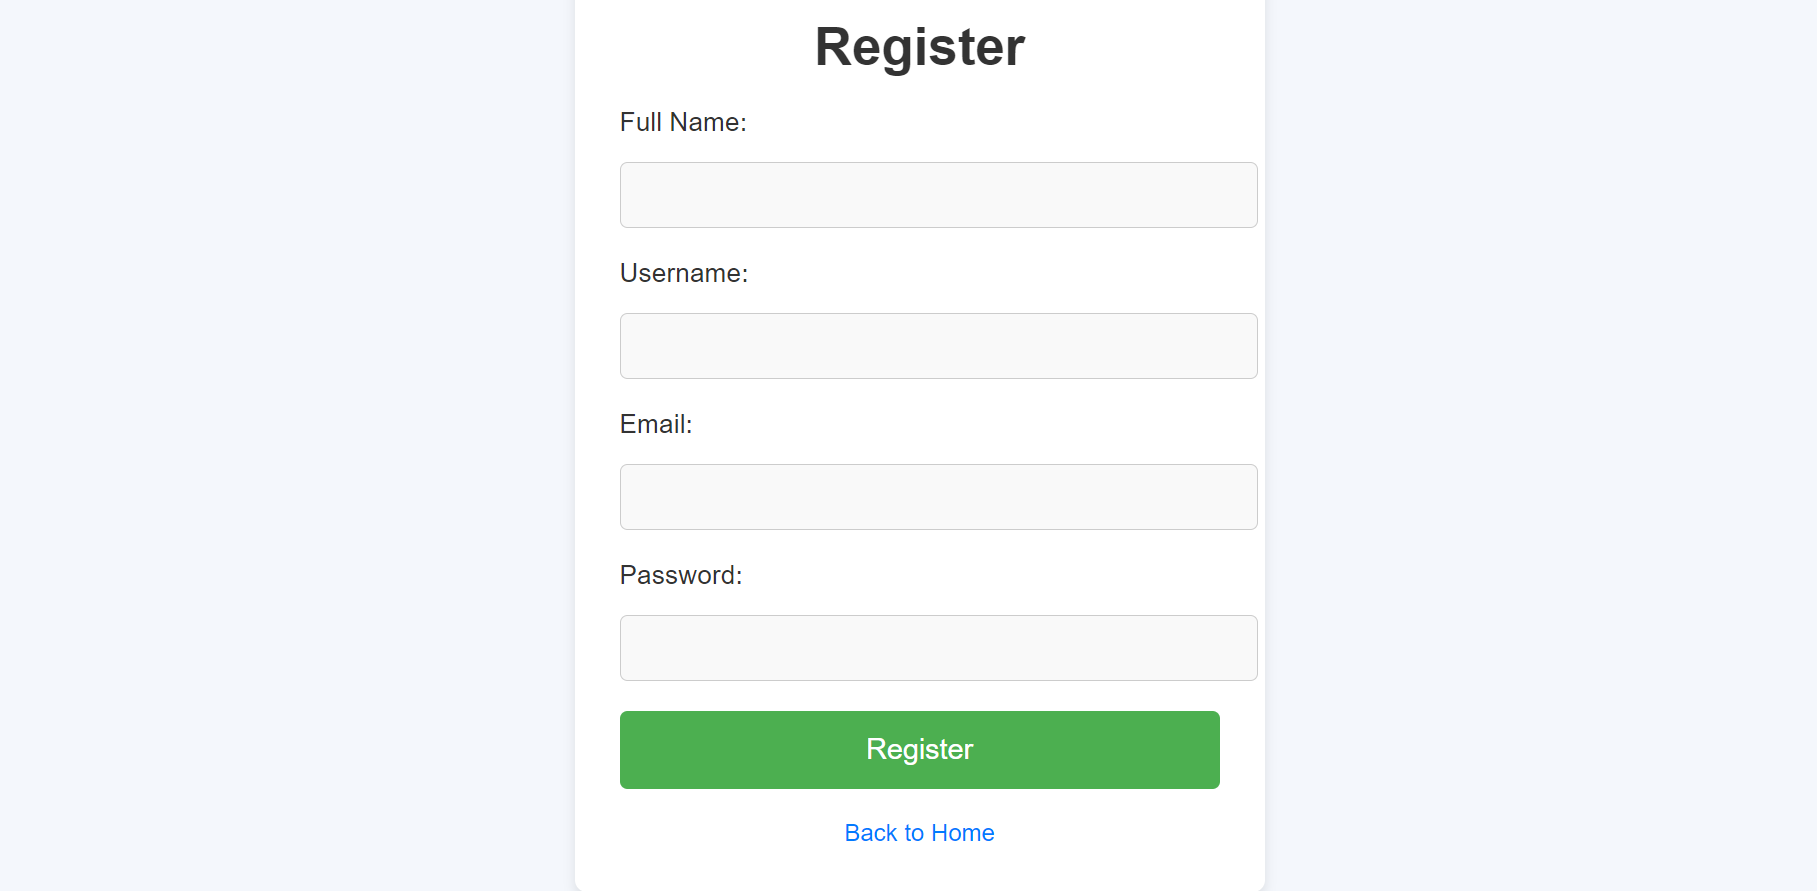 Register
Full Name:
Username:
Email:
Password:
Register
Back to Home